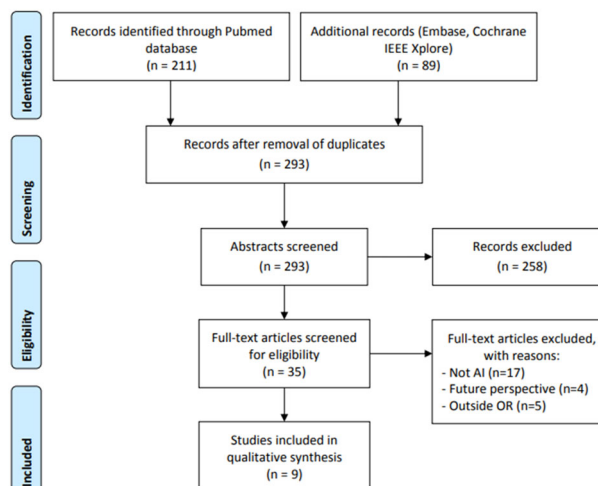 Identification
Records identified through Pubmed
database
(n = 211)
Additional records (Embase, Cochrane
IEEE Xplore)
(n = 89)
Screening
Records after removal of duplicates
(n = 293)
Abstracts screened
(n = 293)
Records excluded
(n = 258)
Eligibility
Full-text articles screened
for eligibility
(n = 35)
Full-text articles excluded,
with reasons:
- Not AI (n=17)
- Future perspective (n=4)
- Outside OR (n=5)
Included
Studies included in
qualitative synthesis
(n = 9)